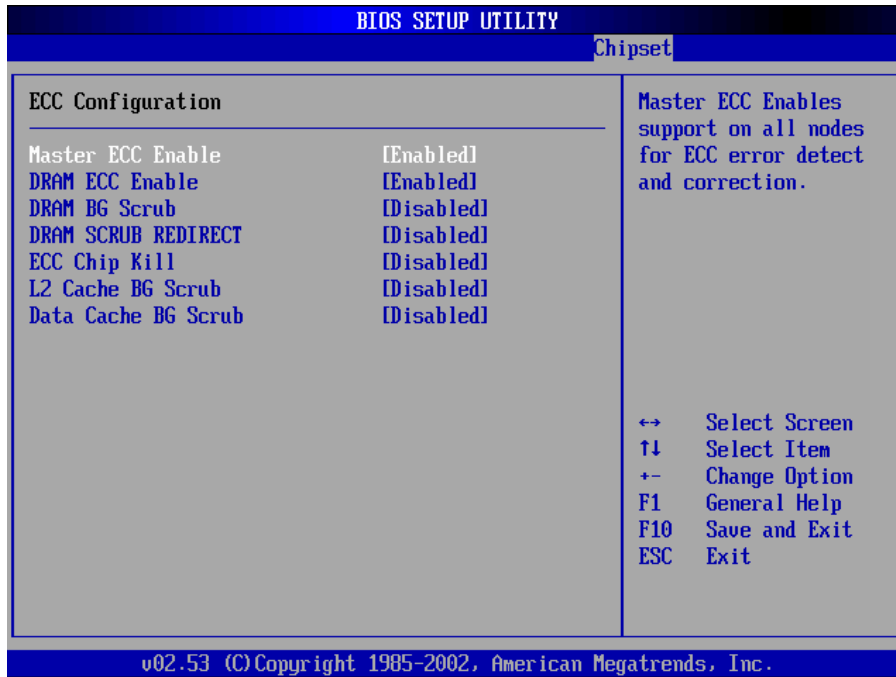 BIOS SETUP UTILITY
Chipset
ECC Configuration
Master ECC Enable [Enabled]
DRAM ECC Enable [Enabled]
DRAM BG Scrub [Disabled]
DRAM SCRUB REDIRECT [Disabled]
ECC Chip Kill [Disabled]
L2 Cache BG Scrub [Disabled]
Data Cache BG Scrub [Disabled]
Master ECC Enables
support on all nodes
for ECC error detect
and correction.
←→ Select Screen
↑↓ Select Item
+- Change Option
F1 General Help
F10 Save and Exit
ESC Exit
v02.53 (C)Copyright 1985-2002, American Megatrends, Inc.